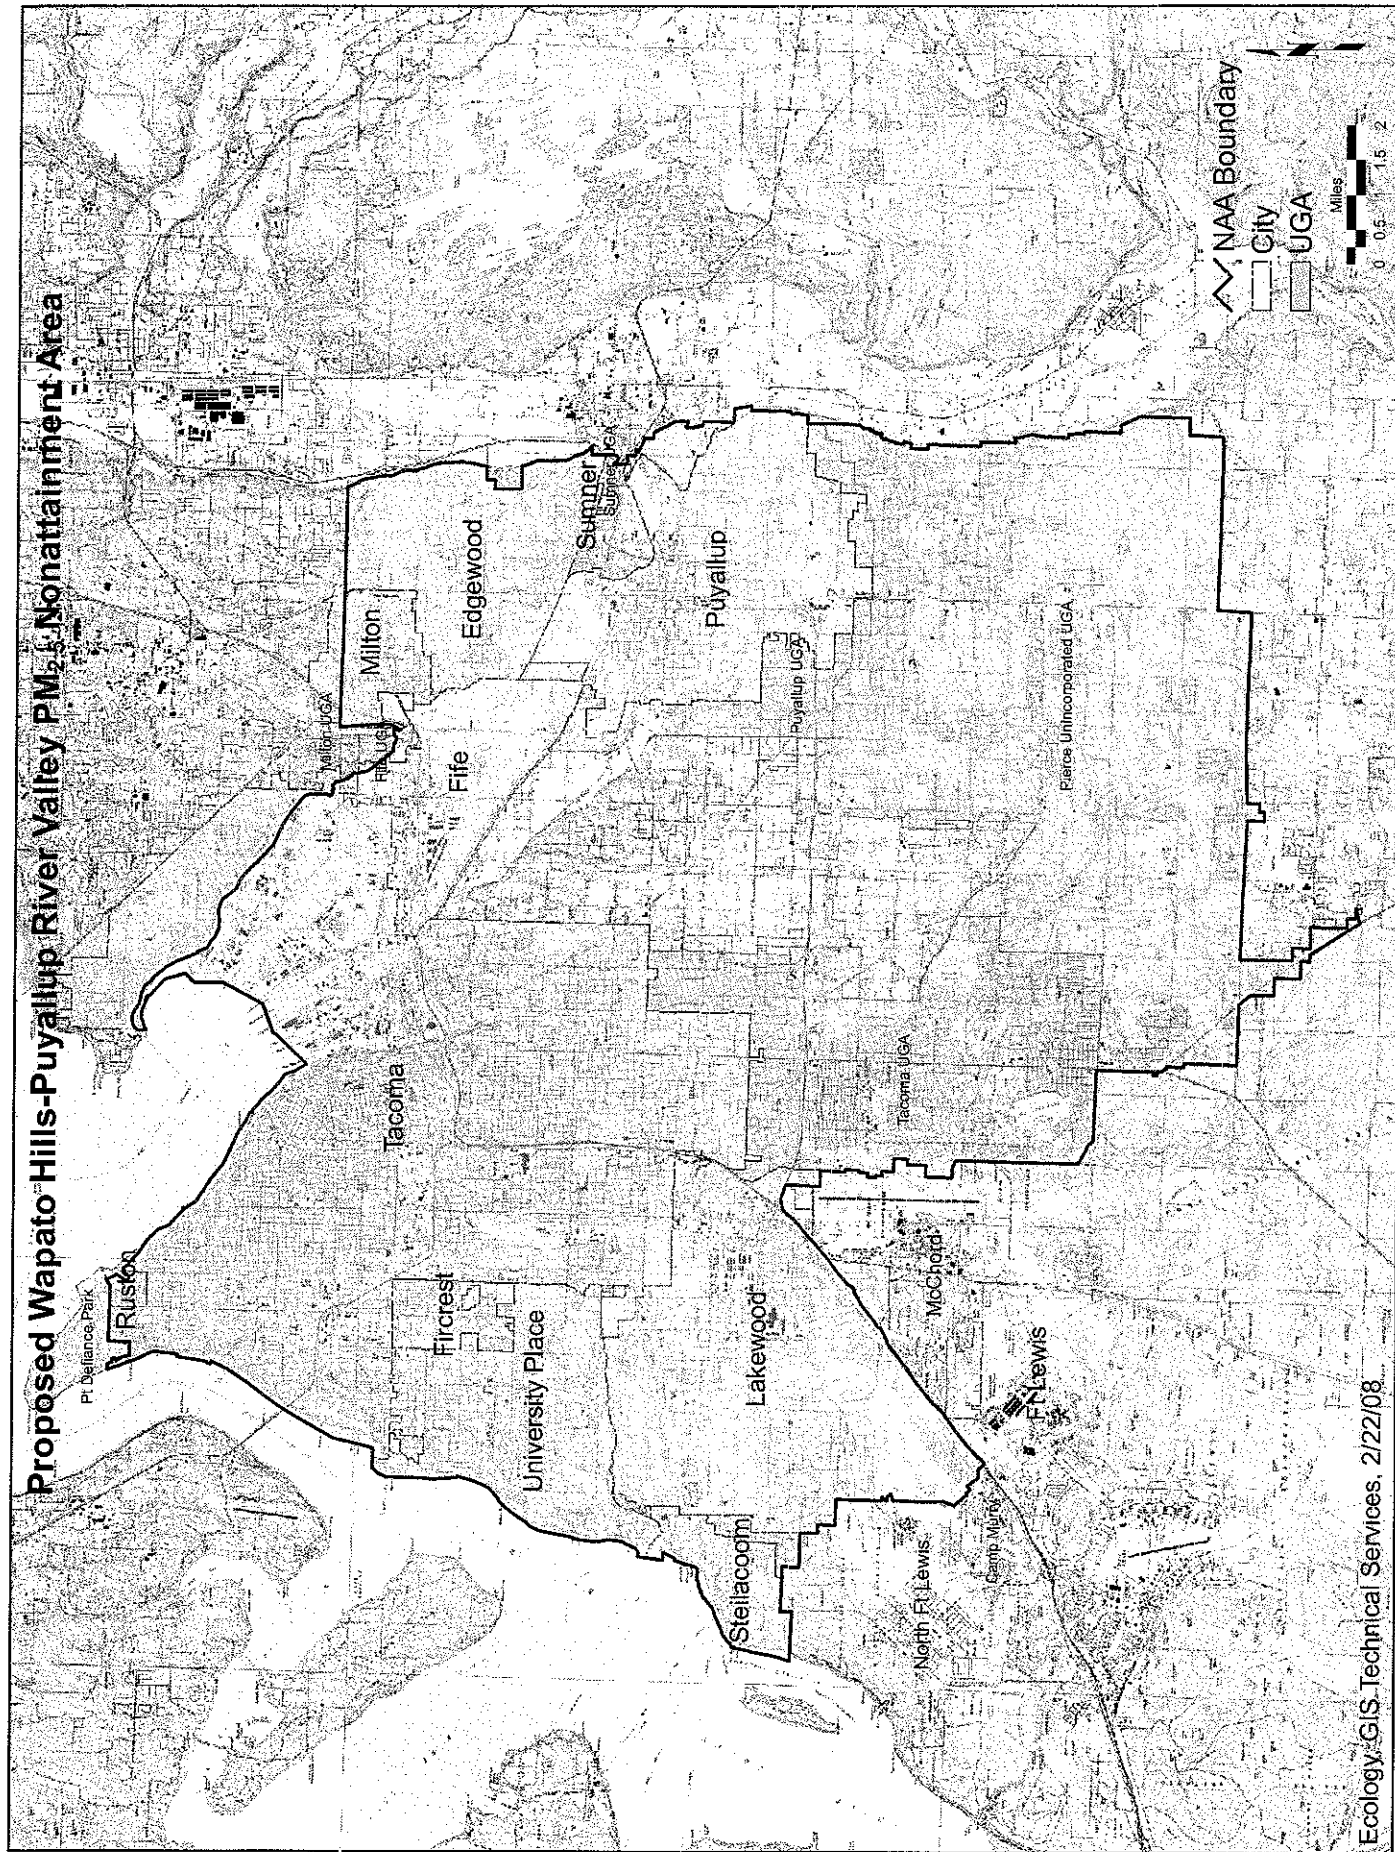 Proposed Wapato Hills-Puyallup River Valley PM2.5 Nonattainment Area
Pt Defiance Park
Ruston
Milton UGA
Fife UGA
Milton
Tacoma
Fife
Edgewood
Fircrest
University Place
Sumner
Sumner UGA
Puyallup
Steilacoom
Lakewood
Puyallup UGA
Tacoma UGA
McChord
North Ft Lewis
Camp Murry
Ft Lewis
Pierce Unincorporated UGA
NAA Boundary
City
UGA
Miles
0 0.5 1 1.5 2
Ecology GIS Technical Services, 2/22/08